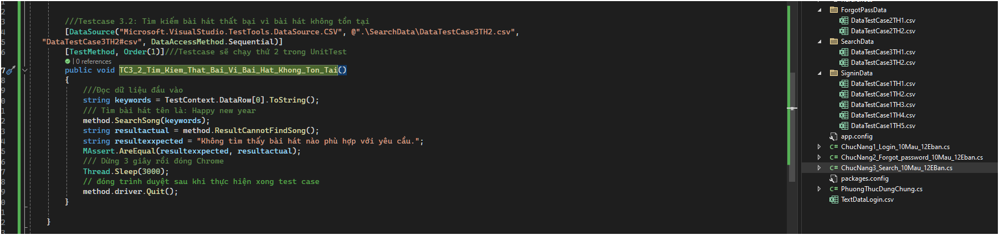 ///Testcase 3.2: Tìm kiếm bài hát thất bại vì bài hát không tồn tại
[DataSource("Microsoft.VisualStudio.TestTools.DataSource.CSV", @".\SearchData\DataTestCase3TH2.csv",
"DataTestCase3TH2#csv", DataAccessMethod.Sequential)]
[TestMethod, Order(1)]///Testcase sẽ chạy thứ 2 trong UnitTest
| 0 references
public void TC3_2_Tim_Kiem_That_Bai_Vi_Bai_Hat_Khong_Ton_Tai()
{
///Đọc dữ liệu đầu vào
string keywords = TestContext.DataRow[0].ToString();
/// Tìm bài hát tên là: Happy new year
method.SearchSong(keywords);
string resultactual = method.ResultCannotFindSong();
string resultexxpected = "Không tìm thấy bài hát nào phù hợp với yêu cầu.";
MAssert.AreEqual(resultexxpected, resultactual);
/// Dừng 3 giây rồi đóng Chrome
Thread.Sleep(3000);
// đóng trình duyệt sau khi thực hiện xong test case
method.driver.Quit();
}
}
ForgotPassData
DataTestCase2TH1.csv
DataTestCase2TH2.csv
SearchData
DataTestCase3TH1.csv
DataTestCase3TH2.csv
SigninData
DataTestCase1TH1.csv
DataTestCase1TH2.csv
DataTestCase1TH3.csv
DataTestCase1TH4.csv
DataTestCase1TH5.csv
app.config
C# ChucNang1_Login_10Mau_12Eban.cs
C# ChucNang2_Forgot_password_10Mau_12Eban.cs
C# ChucNang3_Search_10Mau_12EBan.cs
packages.config
C# PhuongThucDungChung.cs
TextDataLogin.csv